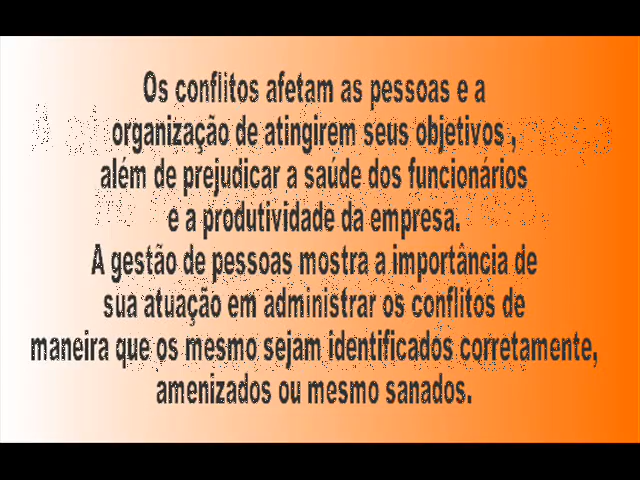 Os conflitos afetam as pessoas e a
organização de atingirem seus objetivos ,
além de prejudicar a saúde dos funcionários
e a produtividade da empresa.
A gestão de pessoas mostra a importância de
sua atuação em administrar os conflitos de
maneira que os mesmo sejam identificados corretamente,
amenizados ou mesmo sanados.